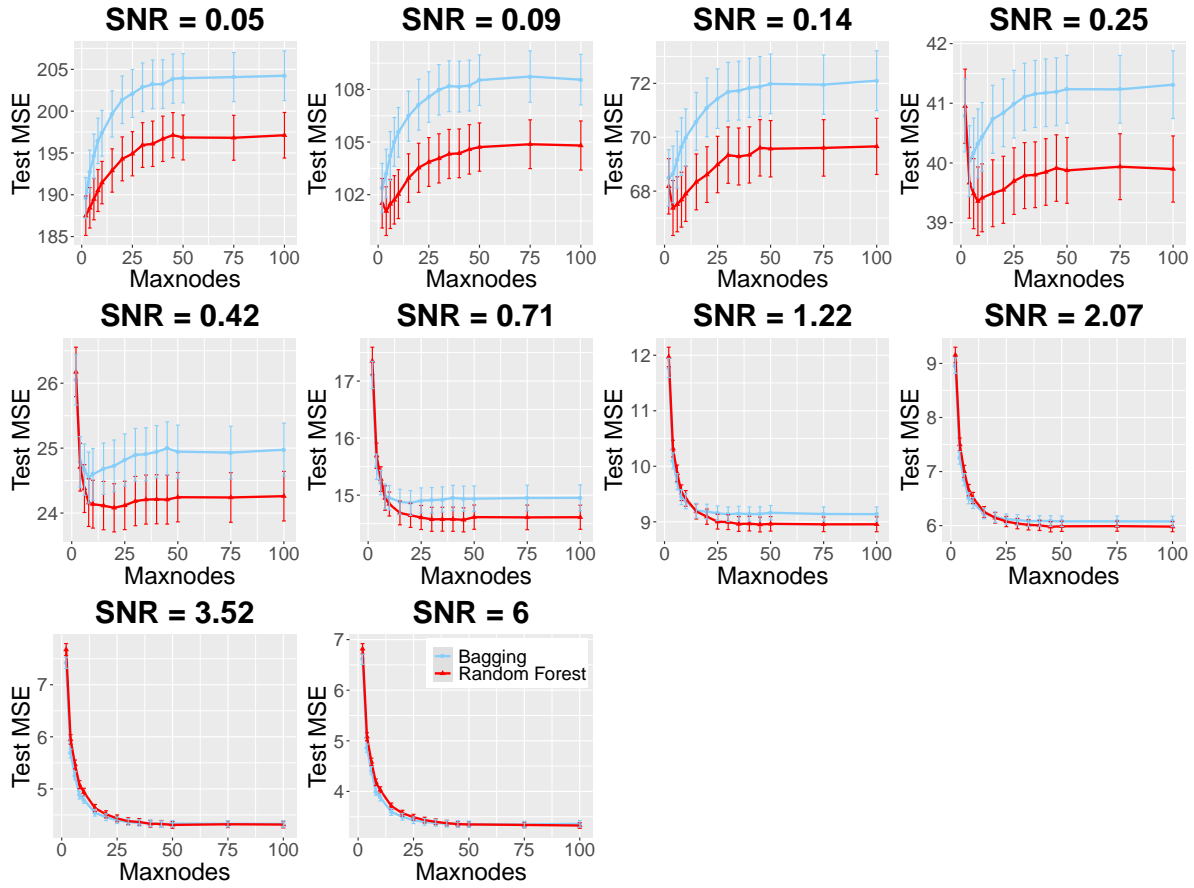 SNR = 0.05
SNR = 0.09
SNR = 0.14
SNR = 0.25
Test MSE
205
200
195
190
185
0 25 50 75 100
Maxnodes
Test MSE
108
105
102
0 25 50 75 100
Maxnodes
Test MSE
72
70
68
0 25 50 75 100
Maxnodes
Test MSE
42
41
40
39
0 25 50 75 100
Maxnodes
SNR = 0.42
SNR = 0.71
SNR = 1.22
SNR = 2.07
Test MSE
26
25
24
0 25 50 75 100
Maxnodes
Test MSE
17
16
15
0 25 50 75 100
Maxnodes
Test MSE
12
11
10
9
0 25 50 75 100
Maxnodes
Test MSE
9
8
7
6
0 25 50 75 100
Maxnodes
SNR = 3.52
SNR = 6
Test MSE
7
6
5
0 25 50 75 100
Maxnodes
Test MSE
7
6
5
4
0 25 50 75 100
Maxnodes
Bagging
Random Forest